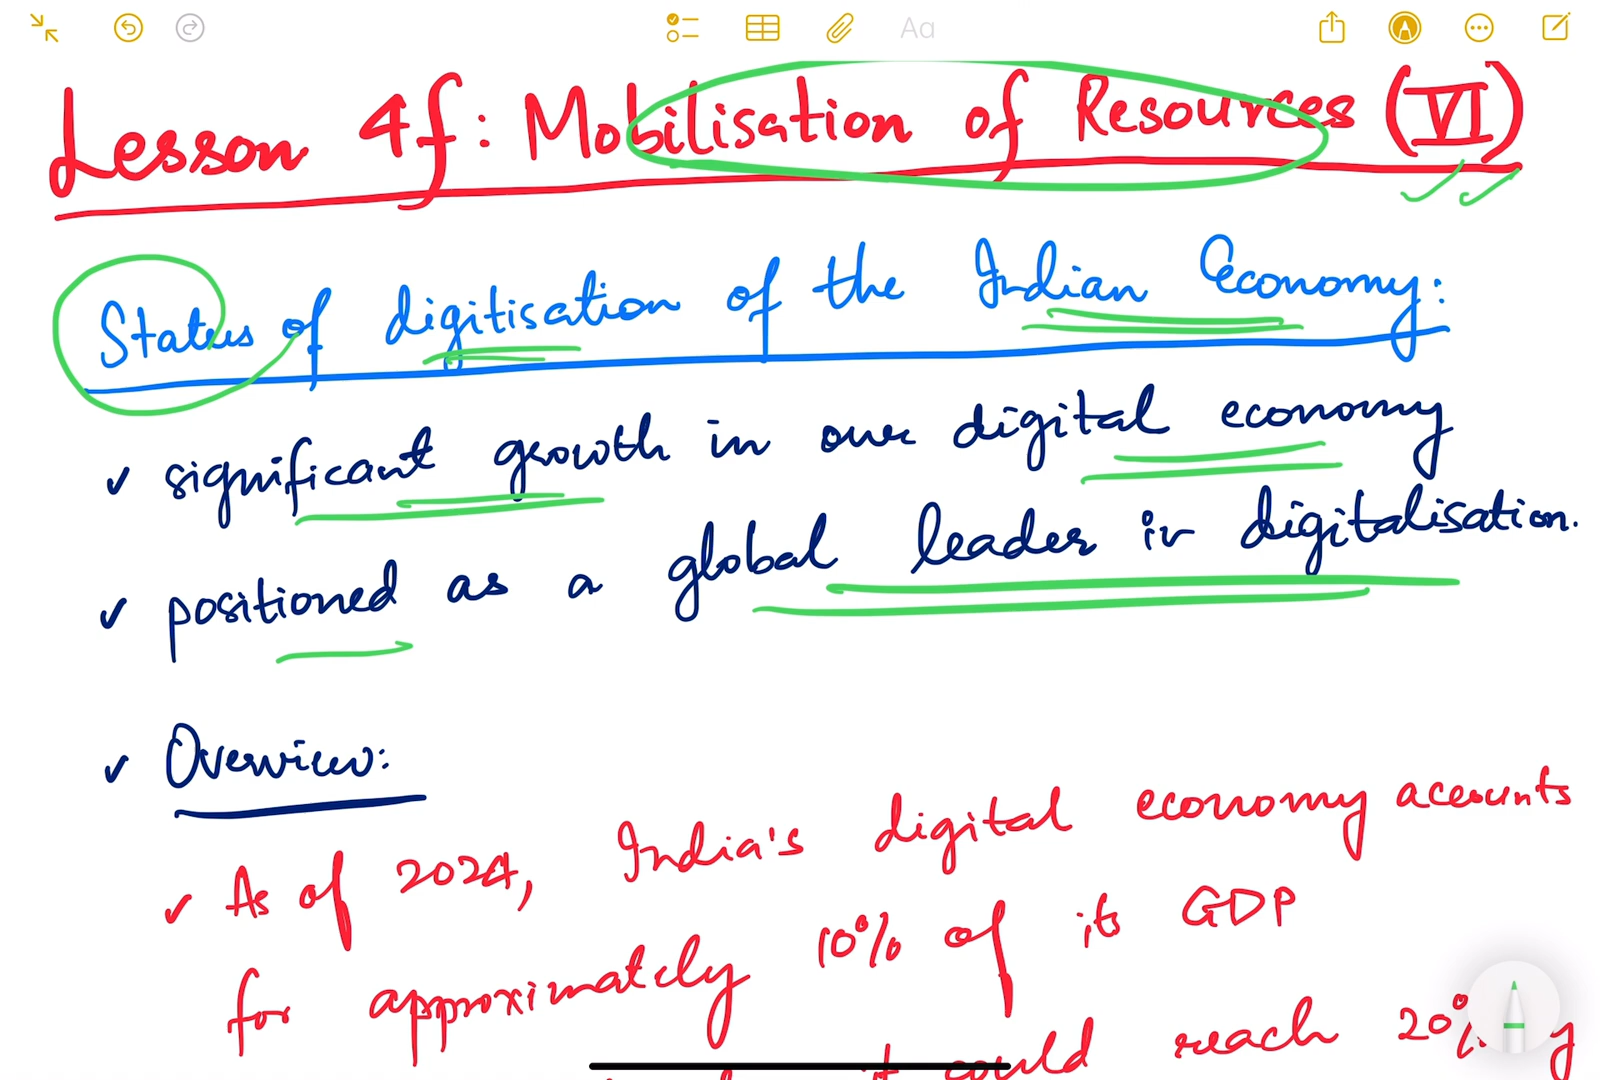 Aa
Lesson 4f: Mobilisation of Resources (VI)
Status of digitisation of the Indian Economy:
✓ significant growth in our digital economy
✓ positioned as a global leader in digitalisation.
✓ Overview:
✓ As of 2024, India's digital economy accounts
for approximately 10% of its GDP
it could reach 20%